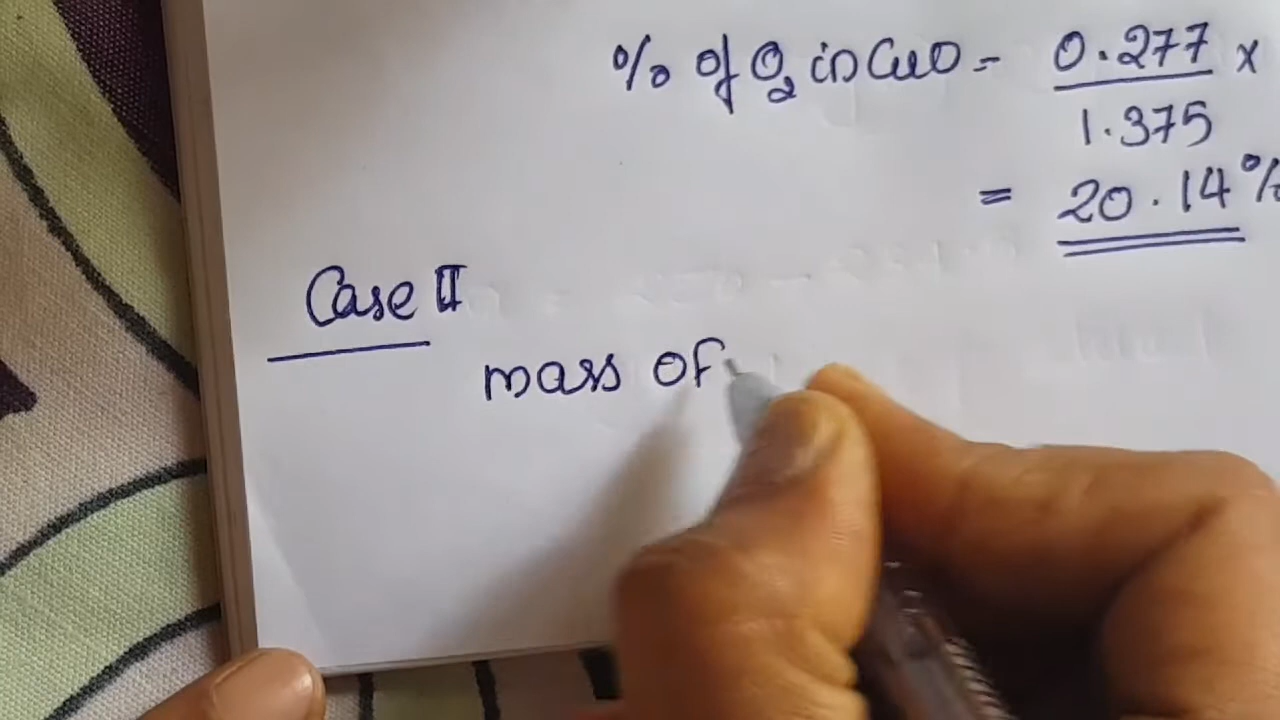 % of O₂ in CuO = 0.277 ×
1.375
= 20.14%
Case II
mass of